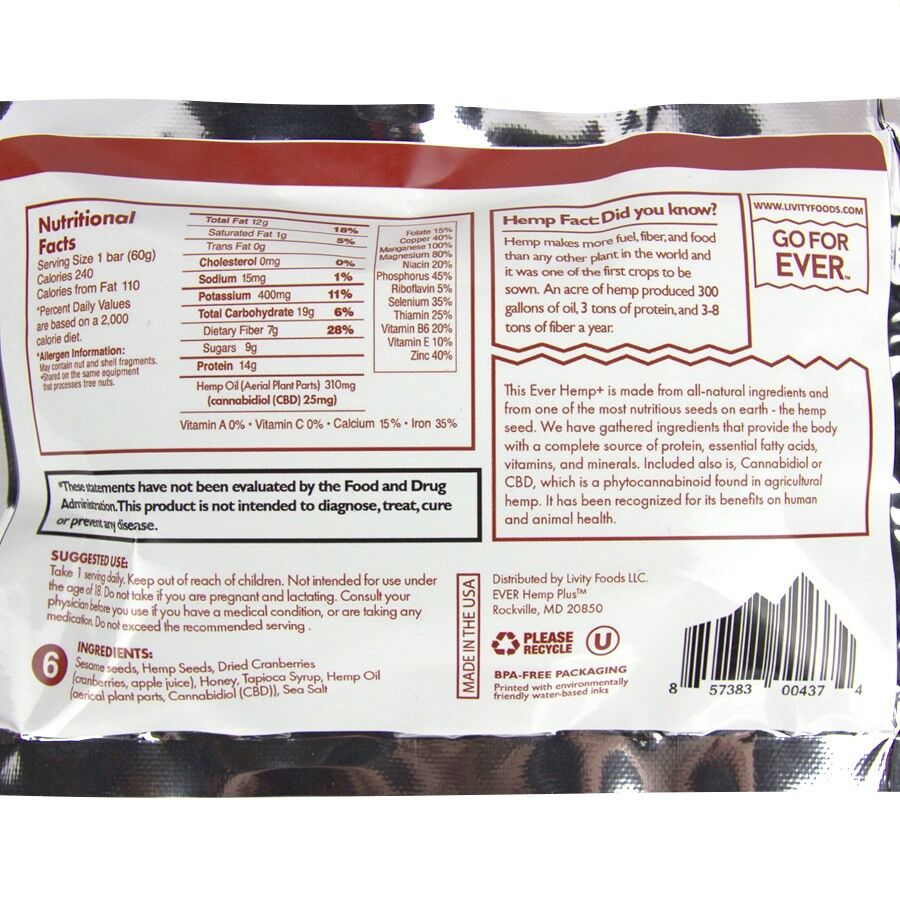 Nutritional
Facts
Serving Size 1 bar (60g)
Calories 240
Calories from Fat 110
*Percent Daily Values
are based on a 2,000
calorie diet.
*Allergen Information:
May contain nut and shell fragments.
*Shared on the same equipment
that processes tree nuts.
Total Fat 12g 18%
Saturated Fat 1g 5%
Trans Fat 0g
Cholesterol 0mg 0%
Sodium 15mg 1%
Potassium 400mg 11%
Total Carbohydrate 19g 6%
Dietary Fiber 7g 28%
Sugars 9g
Protein 14g
Hemp Oil (Aerial Plant Parts) 310mg
(cannabidiol (CBD) 25mg)
Vitamin A 0% • Vitamin C 0% • Calcium 15% • Iron 35%
Folate 15%
Copper 40%
Manganese 100%
Magnesium 80%
Niacin 20%
Phosphorus 45%
Riboflavin 5%
Selenium 35%
Thiamin 25%
Vitamin B6 20%
Vitamin E 10%
Zinc 40%
Hemp Fact: Did you know?
Hemp makes more fuel, fiber, and food
than any other plant in the world and
it was one of the first crops to be
sown. An acre of hemp produced 300
gallons of oil, 3 tons of protein, and 3-8
tons of fiber a year.
WWW.LIVITYFOODS.COM
GO FOR
EVER™
This Ever Hemp+ is made from all-natural ingredients and
from one of the most nutritious seeds on earth - the hemp
seed. We have gathered ingredients that provide the body
with a complete source of protein, essential fatty acids,
vitamins, and minerals. Included also is, Cannabidiol or
CBD, which is a phytocannabinoid found in agricultural
hemp. It has been recognized for its benefits on human
and animal health.
*These statements have not been evaluated by the Food and Drug
Administration. This product is not intended to diagnose, treat, cure
or prevent any disease.
SUGGESTED USE:
Take 1 serving daily. Keep out of reach of children. Not intended for use under
the age of 18. Do not take if you are pregnant and lactating. Consult your
physician before you use if you have a medical condition, or are taking any
medication. Do not exceed the recommended serving .
6
INGREDIENTS:
Sesame seeds, Hemp Seeds, Dried Cranberries
(cranberries, apple juice), Honey, Tapioca Syrup, Hemp Oil
(aerical plant parts, Cannabidiol (CBD)), Sea Salt
MADE IN THE USA
Distributed by Livity Foods LLC.
EVER Hemp Plus™
Rockville, MD 20850
PLEASE
RECYCLE
U
BPA-FREE PACKAGING
Printed with environmentally
friendly water-based inks
8 57383 00437 4